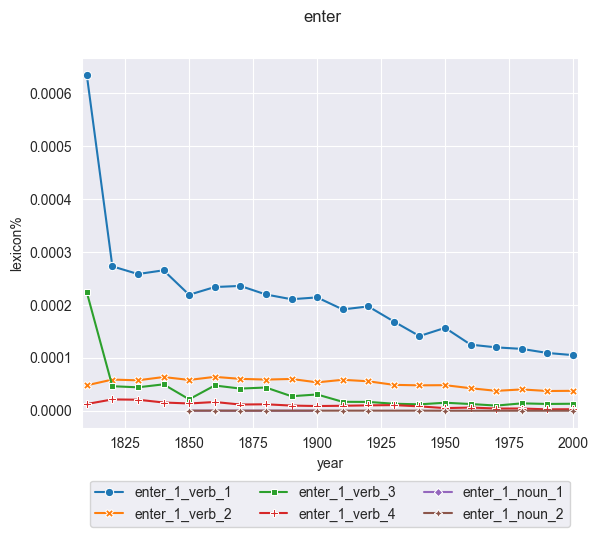 enter
0.0006
0.0005
0.0004
0.0003
0.0002
0.0001
0.0000
lexicon%
1825 1850 1875 1900 1925 1950 1975 2000
year
enter_1_verb_1 enter_1_verb_3 enter_1_noun_1
enter_1_verb_2 enter_1_verb_4 enter_1_noun_2